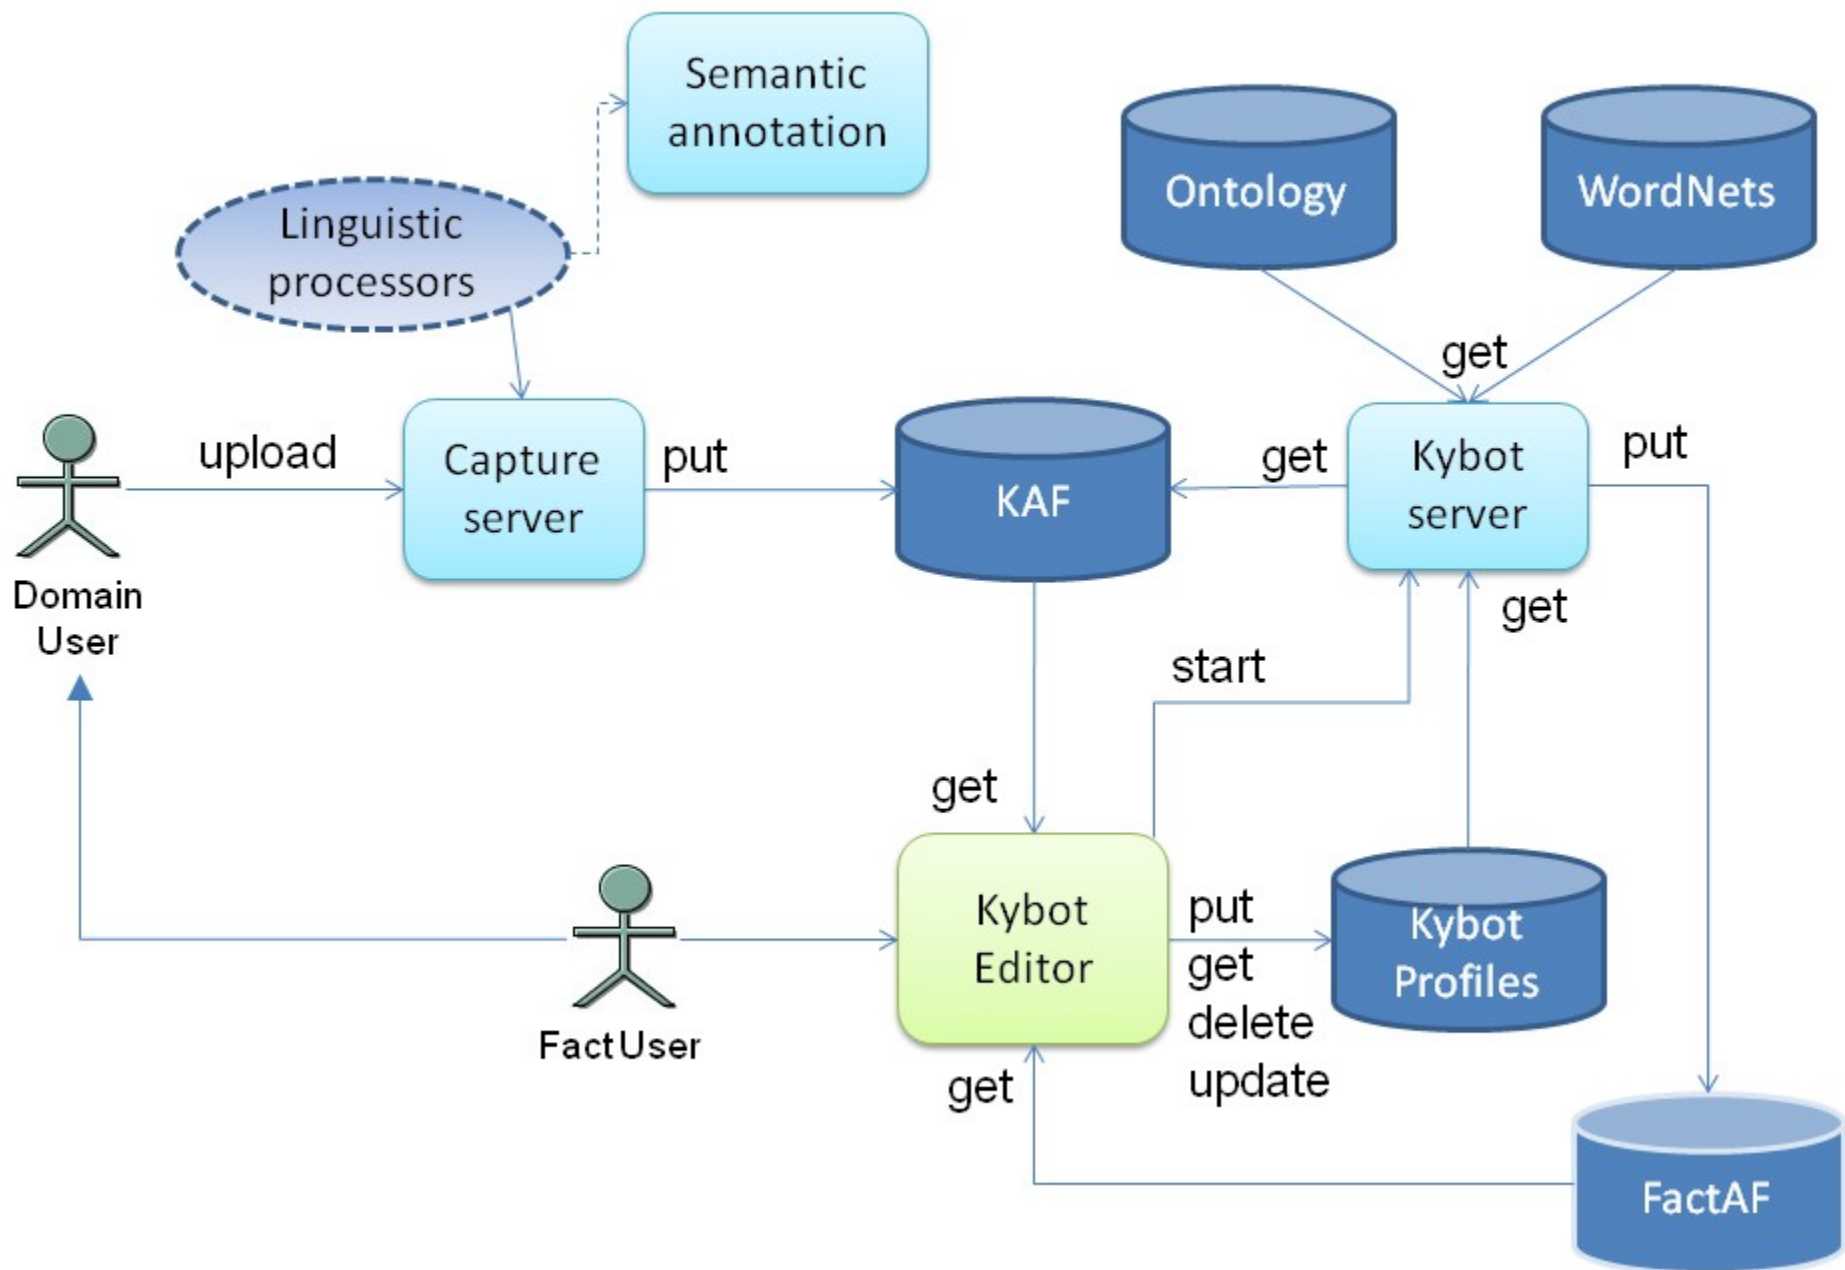 Semantic
annotation
Linguistic
processors
Ontology
WordNets
get
upload
Capture
server
put
KAF
get
Kybot
server
put
Domain
User
get
start
get
Kybot
Editor
put
get
delete
update
Kybot
Profiles
FactUser
get
FactAF